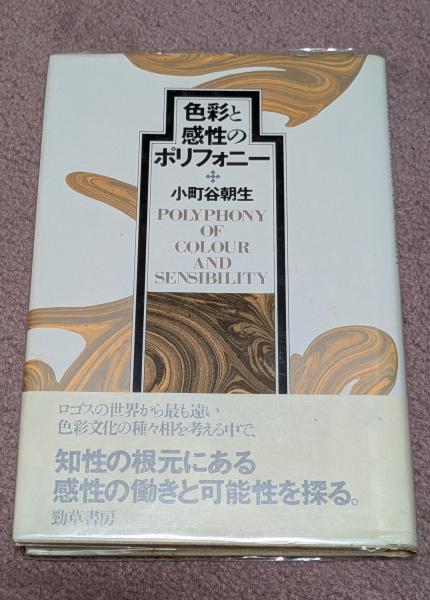 色彩と
感性の
ポリフォニー
小町谷朝生
POLYPHONY
OF
COLOUR
AND
SENSIBILITY
ロゴスの世界から最も遠い
色彩文化の種々相を考える中で、
知性の根元にある
感性の働きと可能性を探る。
勁草書房